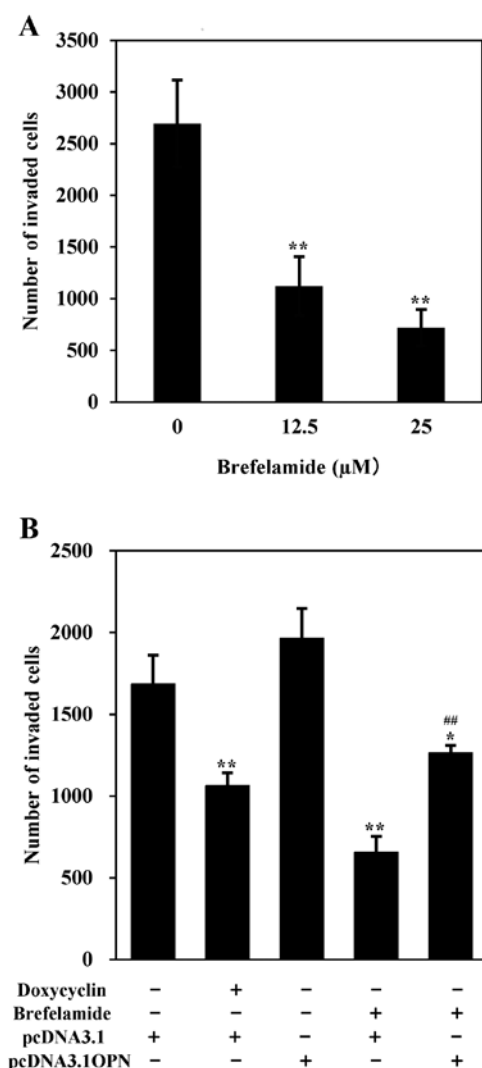 A
3500
3000
2500
2000
1500
1000
500
0
Number of invaded cells
**
**
0 12.5 25
Brefelamide (μM)
B
2500
2000
1500
1000
500
0
Number of invaded cells
**
**
##
*
Doxycyclin − + − − −
Brefelamide − − − + +
pcDNA3.1 + + − + −
pcDNA3.1OPN − − + − +